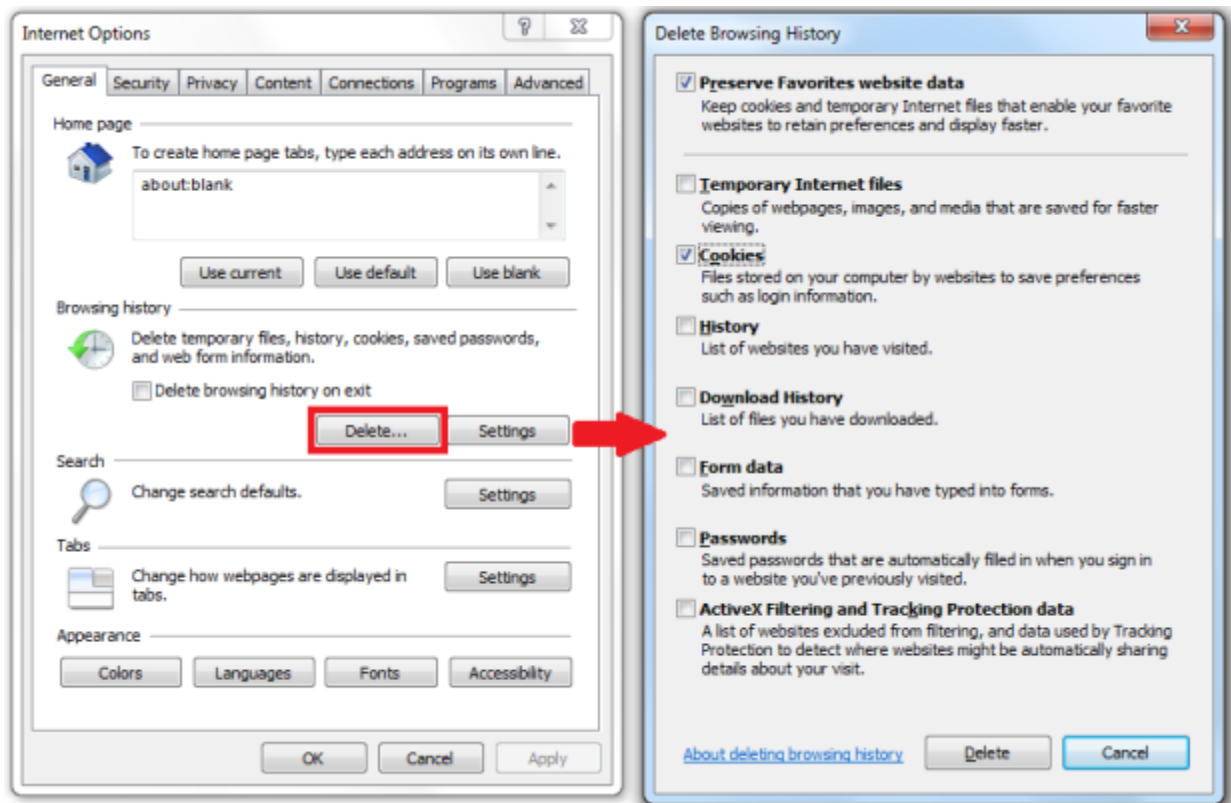 Internet Options
General Security Privacy Content Connections Programs Advanced
Home page
To create home page tabs, type each address on its own line.
about:blank
Use current Use default Use blank
Browsing history
Delete temporary files, history, cookies, saved passwords,
and web form information.
Delete browsing history on exit
Delete... Settings
Search
Change search defaults.
Settings
Tabs
Change how webpages are displayed in
tabs.
Settings
Appearance
Colors Languages Fonts Accessibility
OK Cancel Apply
Delete Browsing History
Preserve Favorites website data
Keep cookies and temporary Internet files that enable your favorite
websites to retain preferences and display faster.
Temporary Internet files
Copies of webpages, images, and media that are saved for faster
viewing.
Cookies
Files stored on your computer by websites to save preferences
such as login information.
History
List of websites you have visited.
Download History
List of files you have downloaded.
Form data
Saved information that you have typed into forms.
Passwords
Saved passwords that are automatically filled in when you sign in
to a website you've previously visited.
ActiveX Filtering and Tracking Protection data
A list of websites excluded from filtering, and data used by Tracking
Protection to detect where websites might be automatically sharing
details about your visit.
About deleting browsing history Delete Cancel